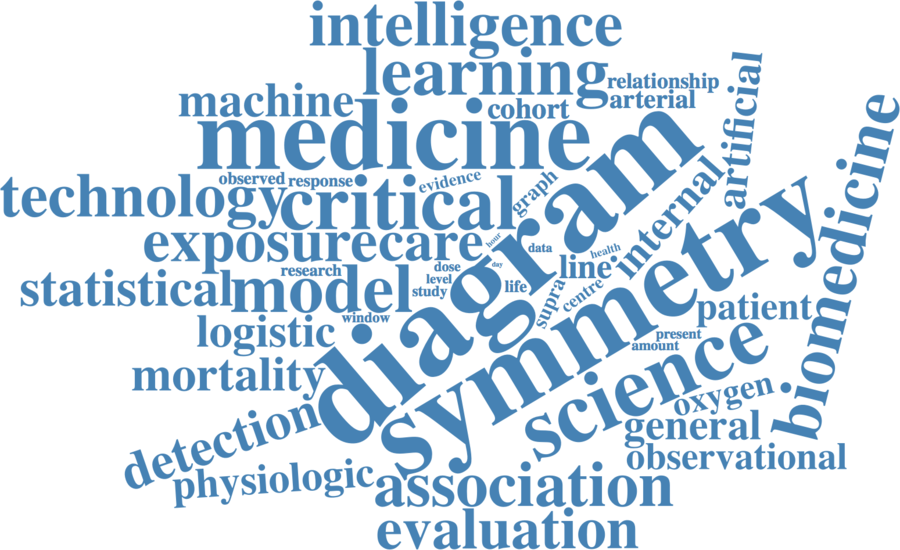 intelligence
learning
relationship
machine
cohort
arterial
artificial
medicine
observed
response
evidence
graph
diagram
internal
biomedicine
technology
critical
exposure
care
hour
data
health
symmetry
research
dose
day
line
statistical
model
level
study
life
supra
centre
patient
logistic
window
present
amount
mortality
science
oxygen
detection
general
physiologic
observational
association
evaluation